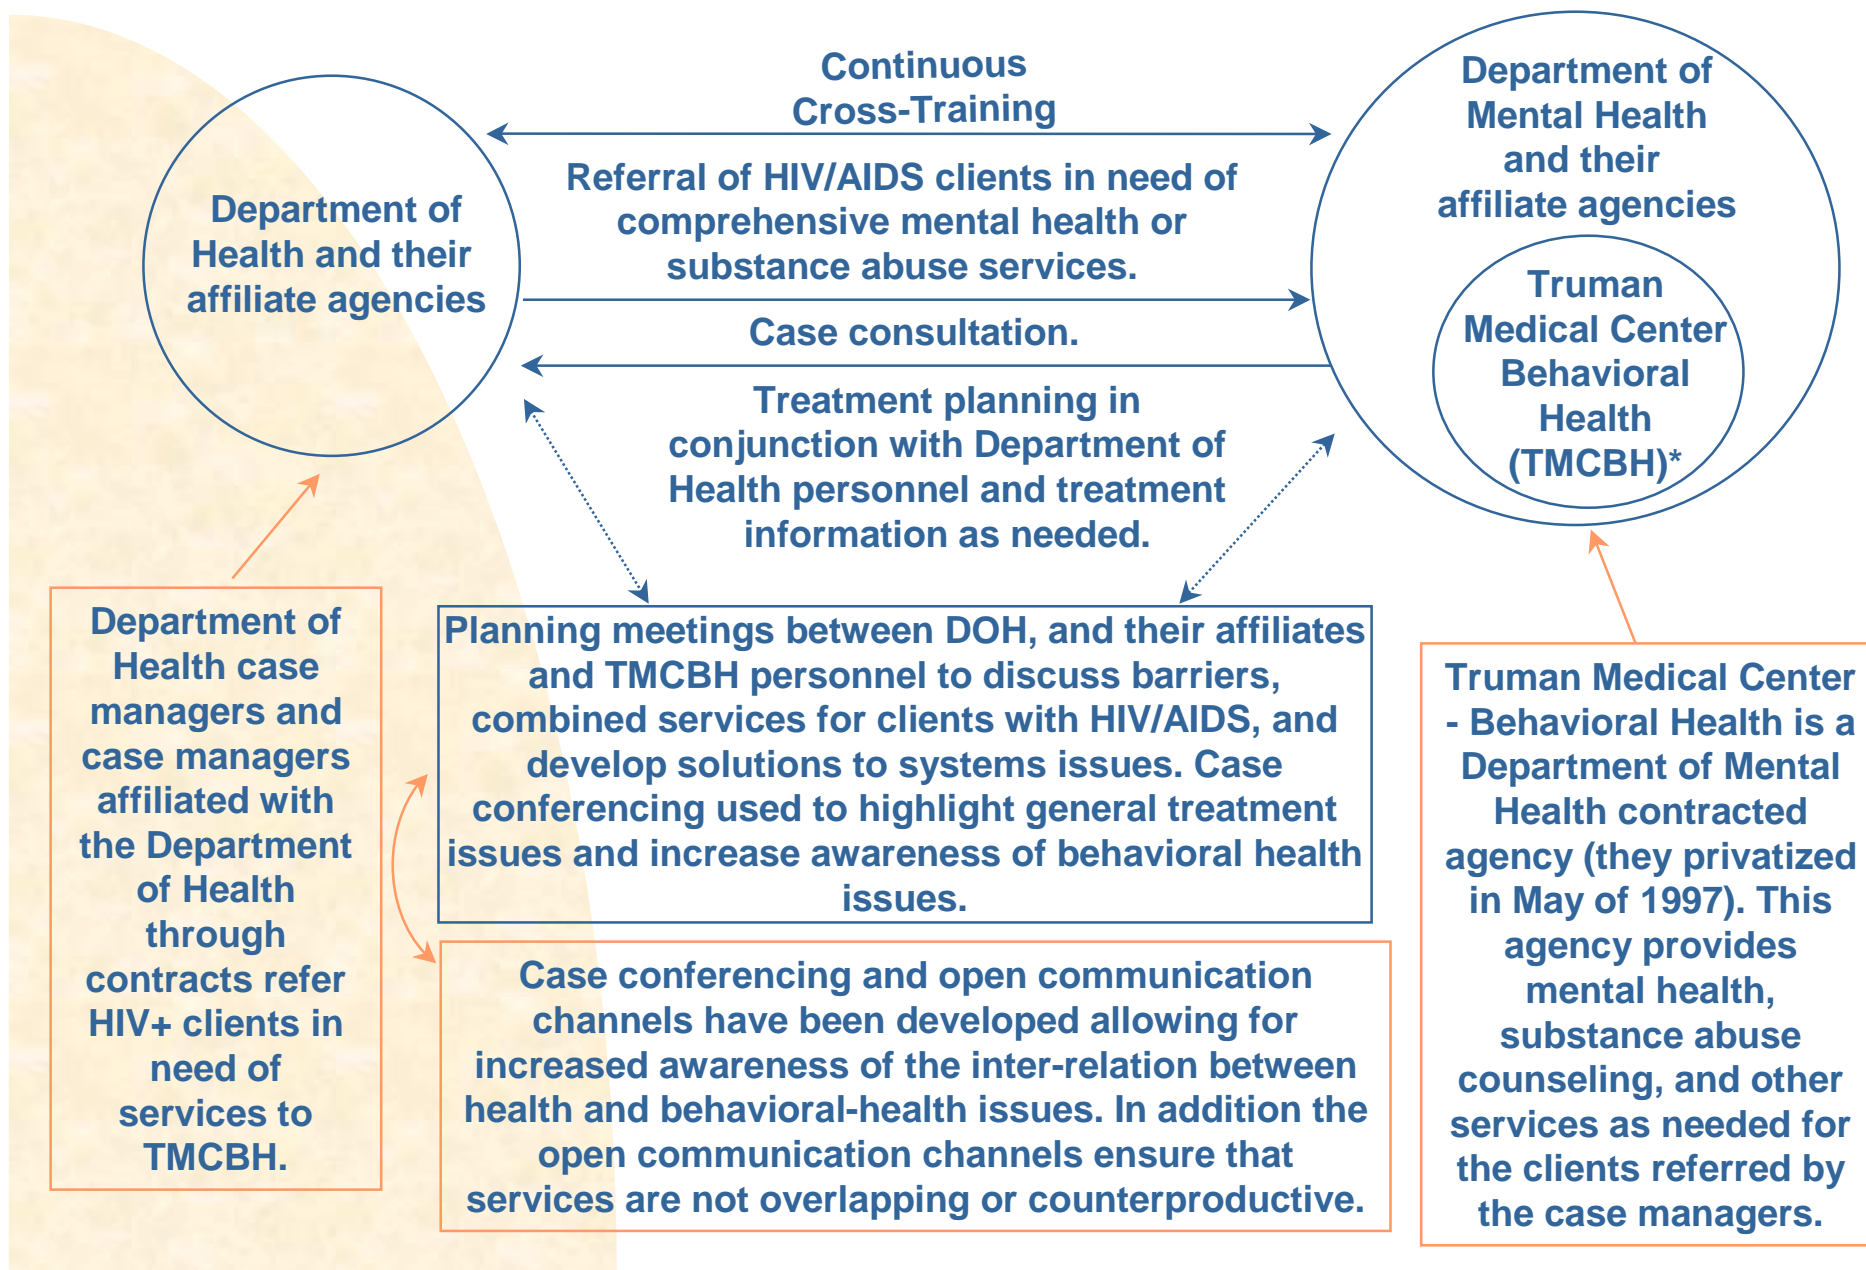 Continuous
Cross-Training
Department of
Health and their
affiliate agencies
Referral of HIV/AIDS clients in need of
comprehensive mental health or
substance abuse services.
Case consultation.
Treatment planning in
conjunction with Department of
Health personnel and treatment
information as needed.
Department of
Mental Health
and their
affiliate agencies
Truman
Medical Center
Behavioral
Health
(TMCBH)*
Department of
Health case
managers and
case managers
affiliated with
the Department
of Health
through
contracts refer
HIV+ clients in
need of
services to
TMCBH.
Planning meetings between DOH, and their affiliates
and TMCBH personnel to discuss barriers,
combined services for clients with HIV/AIDS, and
develop solutions to systems issues. Case
conferencing used to highlight general treatment
issues and increase awareness of behavioral health
issues.
Case conferencing and open communication
channels have been developed allowing for
increased awareness of the inter-relation between
health and behavioral-health issues. In addition the
open communication channels ensure that
services are not overlapping or counterproductive.
Truman Medical Center
- Behavioral Health is a
Department of Mental
Health contracted
agency (they privatized
in May of 1997). This
agency provides
mental health,
substance abuse
counseling, and other
services as needed for
the clients referred by
the case managers.